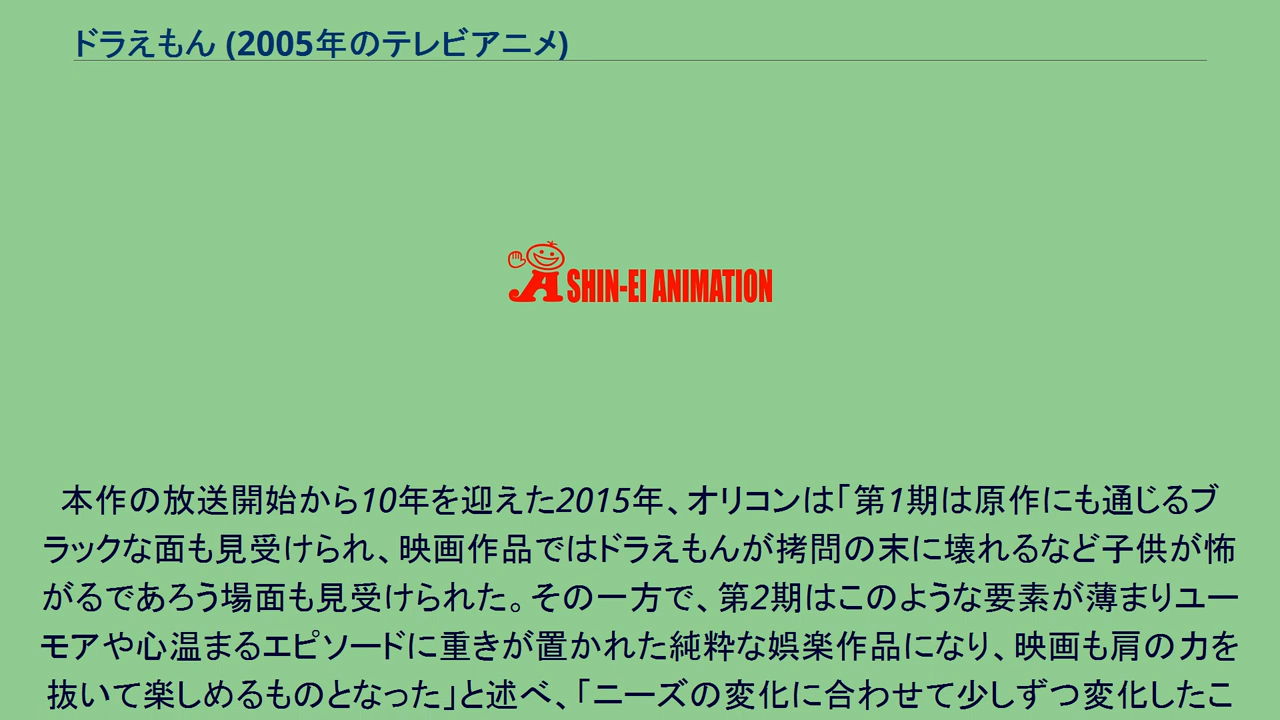 ドラえもん (2005年のテレビアニメ)
SHIN-EI ANIMATION
本作の放送開始から10年を迎えた2015年、オリコンは「第1期は原作にも通じるブ
ラックな面も見受けられ、映画作品ではドラえもんが拷問の末に壊れるなど子供が怖
がるであろう場面も見受けられた。その一方で、第2期はこのような要素が薄まりユー
モアや心温まるエピソードに重きが置かれた純粋な娯楽作品になり、映画も肩の力を
抜いて楽しめるものとなった」と述べ、「ニーズの変化に合わせて少しずつ変化したこ